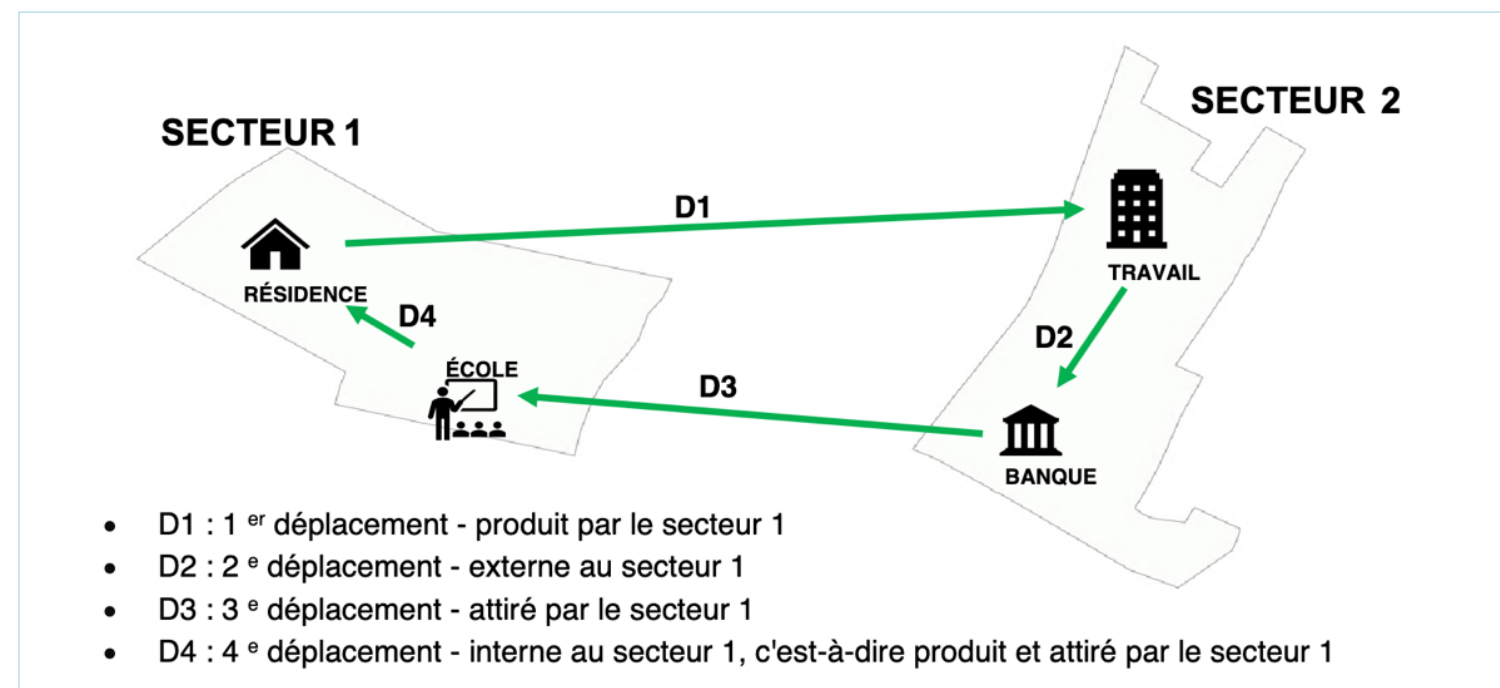 SECTEUR 1
SECTEUR 2
D1
TRAVAIL
RÉSIDENCE
D4
D2
ÉCOLE
D3
BANQUE
• D1 : 1 er déplacement - produit par le secteur 1
• D2 : 2 e déplacement - externe au secteur 1
• D3 : 3 e déplacement - attiré par le secteur 1
• D4 : 4 e déplacement - interne au secteur 1, c'est-à-dire produit et attiré par le secteur 1